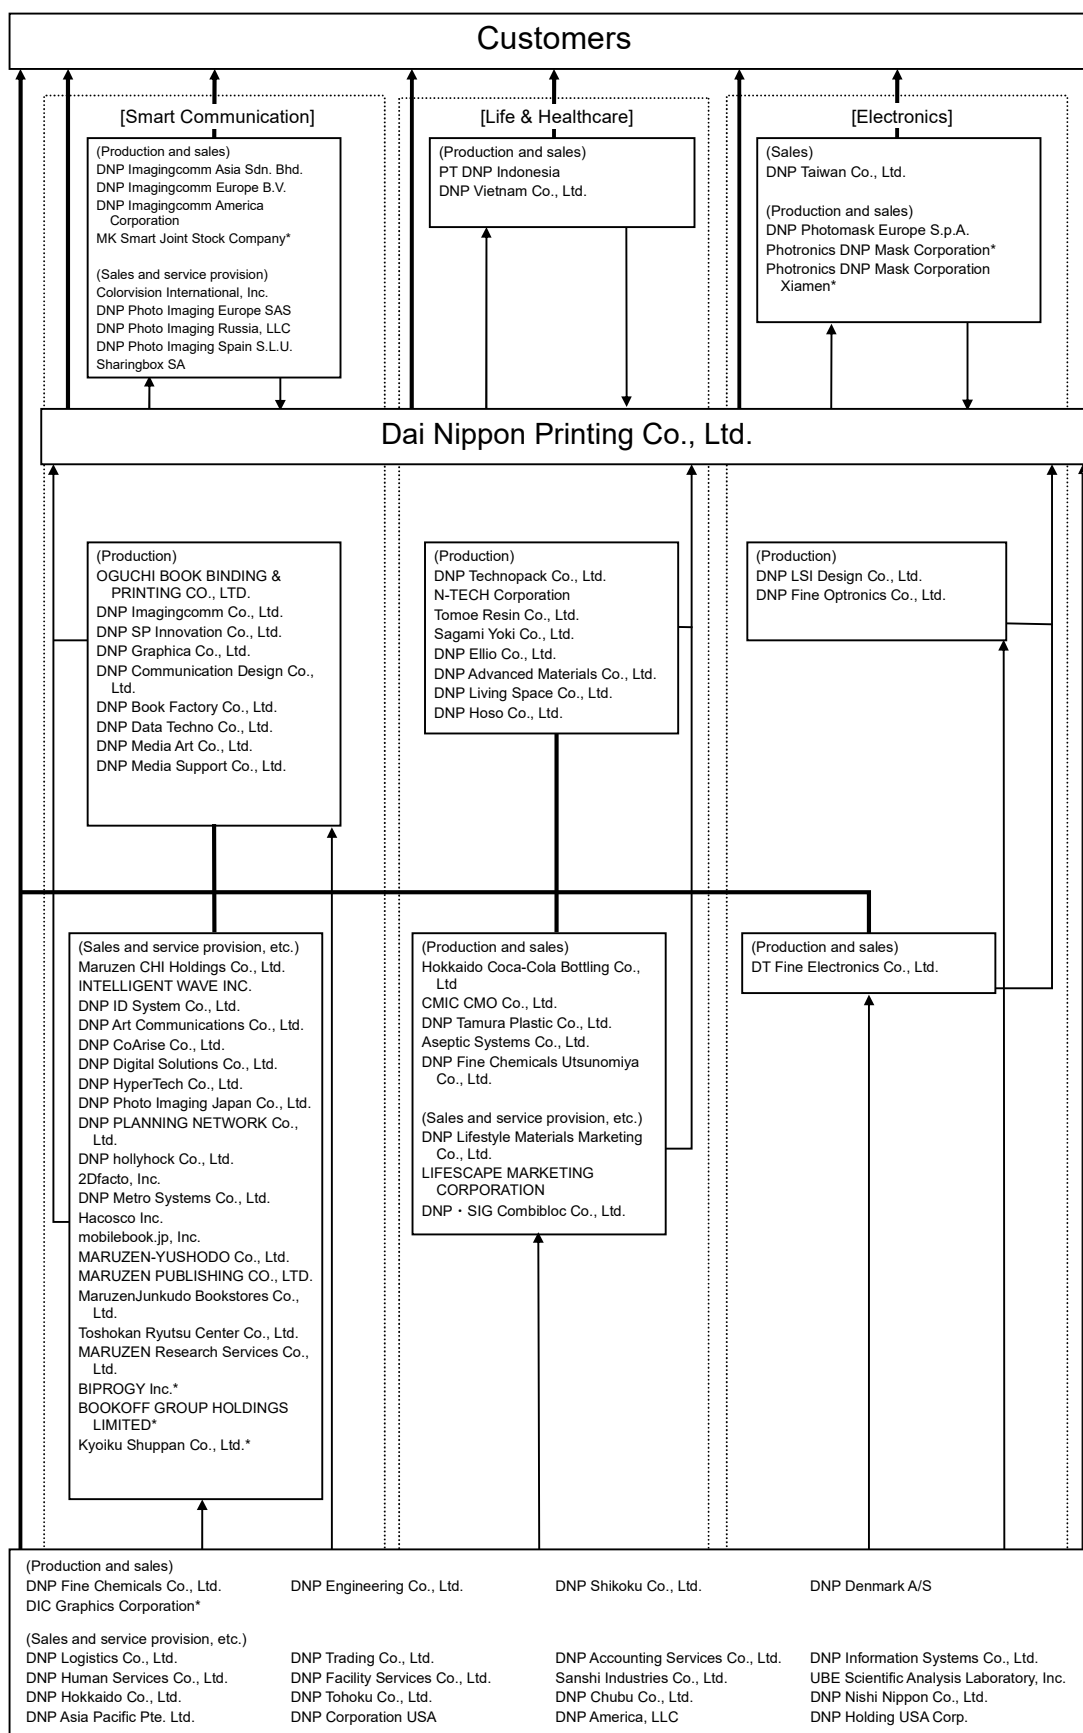 Customers
[Smart Communication]
(Production and sales)
DNP Imagingcomm Asia Sdn. Bhd.
DNP Imagingcomm Europe B.V.
DNP Imagingcomm America
Corporation
MK Smart Joint Stock Company*
(Sales and service provision)
Colorvision International, Inc.
DNP Photo Imaging Europe SAS
DNP Photo Imaging Russia, LLC
DNP Photo Imaging Spain S.L.U.
Sharingbox SA
[Life & Healthcare]
(Production and sales)
PT DNP Indonesia
DNP Vietnam Co., Ltd.
[Electronics]
(Sales)
DNP Taiwan Co., Ltd.
(Production and sales)
DNP Photomask Europe S.p.A.
Photronics DNP Mask Corporation*
Photronics DNP Mask Corporation
Xiamen*
Dai Nippon Printing Co., Ltd.
(Production)
OGUCHI BOOK BINDING &
PRINTING CO., LTD.
DNP Imagingcomm Co., Ltd.
DNP SP Innovation Co., Ltd.
DNP Graphica Co., Ltd.
DNP Communication Design Co.,
Ltd.
DNP Book Factory Co., Ltd.
DNP Data Techno Co., Ltd.
DNP Media Art Co., Ltd.
DNP Media Support Co., Ltd.
(Production)
DNP Technopack Co., Ltd.
N-TECH Corporation
Tomoe Resin Co., Ltd.
Sagami Yoki Co., Ltd.
DNP Ellio Co., Ltd.
DNP Advanced Materials Co., Ltd.
DNP Living Space Co., Ltd.
DNP Hoso Co., Ltd.
(Production)
DNP LSI Design Co., Ltd.
DNP Fine Optronics Co., Ltd.
(Sales and service provision, etc.)
Maruzen CHI Holdings Co., Ltd.
INTELLIGENT WAVE INC.
DNP ID System Co., Ltd.
DNP Art Communications Co., Ltd.
DNP CoArise Co., Ltd.
DNP Digital Solutions Co., Ltd.
DNP HyperTech Co., Ltd.
DNP Photo Imaging Japan Co., Ltd.
DNP PLANNING NETWORK Co.,
Ltd.
DNP hollyhock Co., Ltd.
2Dfacto, Inc.
DNP Metro Systems Co., Ltd.
Hacosco Inc.
mobilebook.jp, Inc.
MARUZEN-YUSHODO Co., Ltd.
MARUZEN PUBLISHING CO., LTD.
MaruzenJunkudo Bookstores Co.,
Ltd.
Toshokan Ryutsu Center Co., Ltd.
MARUZEN Research Services Co.,
Ltd.
BIPROGY Inc.*
BOOKOFF GROUP HOLDINGS
LIMITED*
Kyoiku Shuppan Co., Ltd.*
(Production and sales)
Hokkaido Coca-Cola Bottling Co.,
Ltd
CMIC CMO Co., Ltd.
DNP Tamura Plastic Co., Ltd.
Aseptic Systems Co., Ltd.
DNP Fine Chemicals Utsunomiya
Co., Ltd.
(Sales and service provision, etc.)
DNP Lifestyle Materials Marketing
Co., Ltd.
LIFESCAPE MARKETING
CORPORATION
DNP・SIG Combibloc Co., Ltd.
(Production and sales)
DT Fine Electronics Co., Ltd.
(Production and sales)
DNP Fine Chemicals Co., Ltd. DNP Engineering Co., Ltd. DNP Shikoku Co., Ltd. DNP Denmark A/S
DIC Graphics Corporation*
(Sales and service provision, etc.)
DNP Logistics Co., Ltd. DNP Trading Co., Ltd. DNP Accounting Services Co., Ltd. DNP Information Systems Co., Ltd.
DNP Human Services Co., Ltd. DNP Facility Services Co., Ltd. Sanshi Industries Co., Ltd. UBE Scientific Analysis Laboratory, Inc.
DNP Hokkaido Co., Ltd. DNP Tohoku Co., Ltd. DNP Chubu Co., Ltd. DNP Nishi Nippon Co., Ltd.
DNP Asia Pacific Pte. Ltd. DNP Corporation USA DNP America, LLC DNP Holding USA Corp.